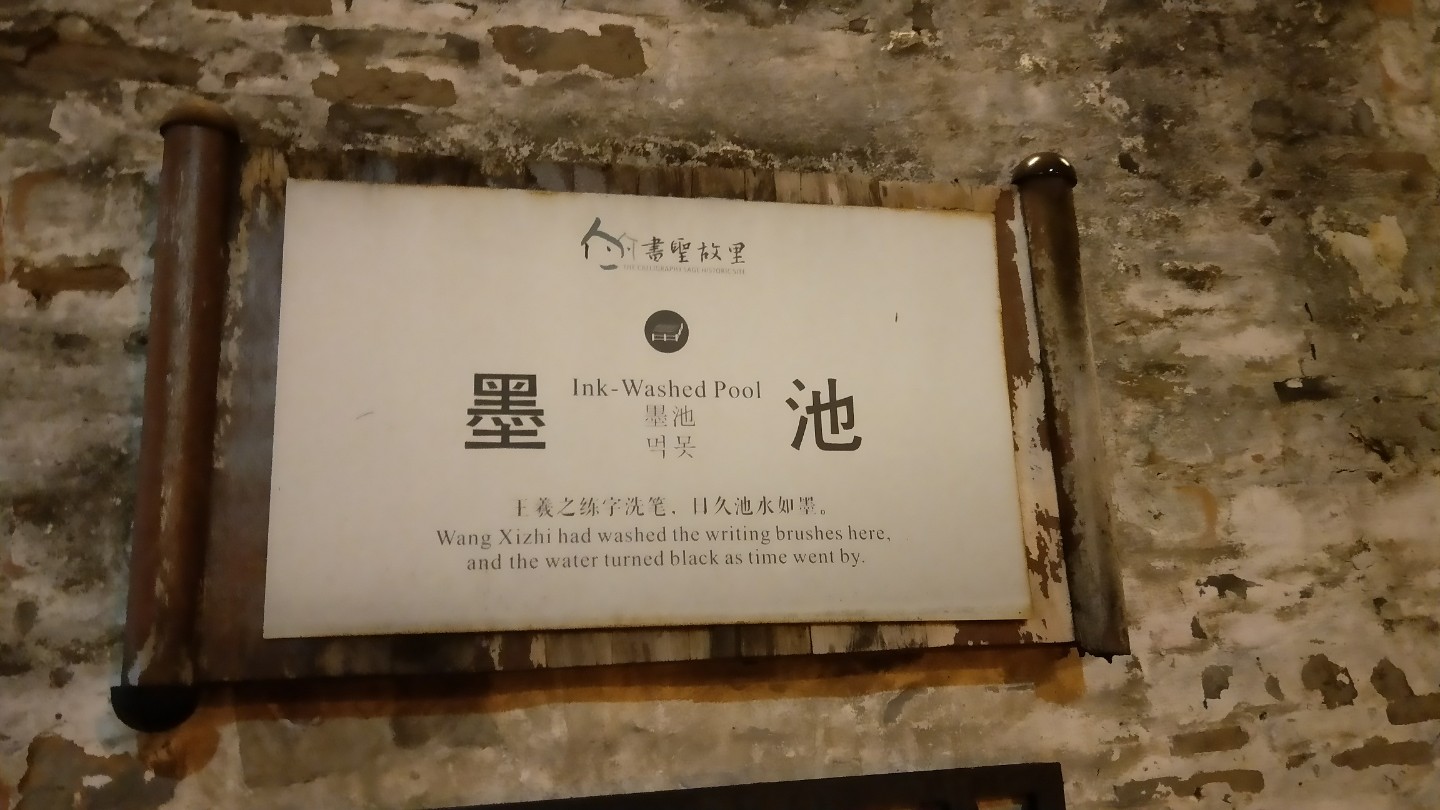 書聖故里
THE CALLIGRAPHY SAGE HISTORIC SITE
墨 池
Ink-Washed Pool
墨池
먹못
王羲之练字洗笔，日久池水如墨。
Wang Xizhi had washed the writing brushes here,
and the water turned black as time went by.